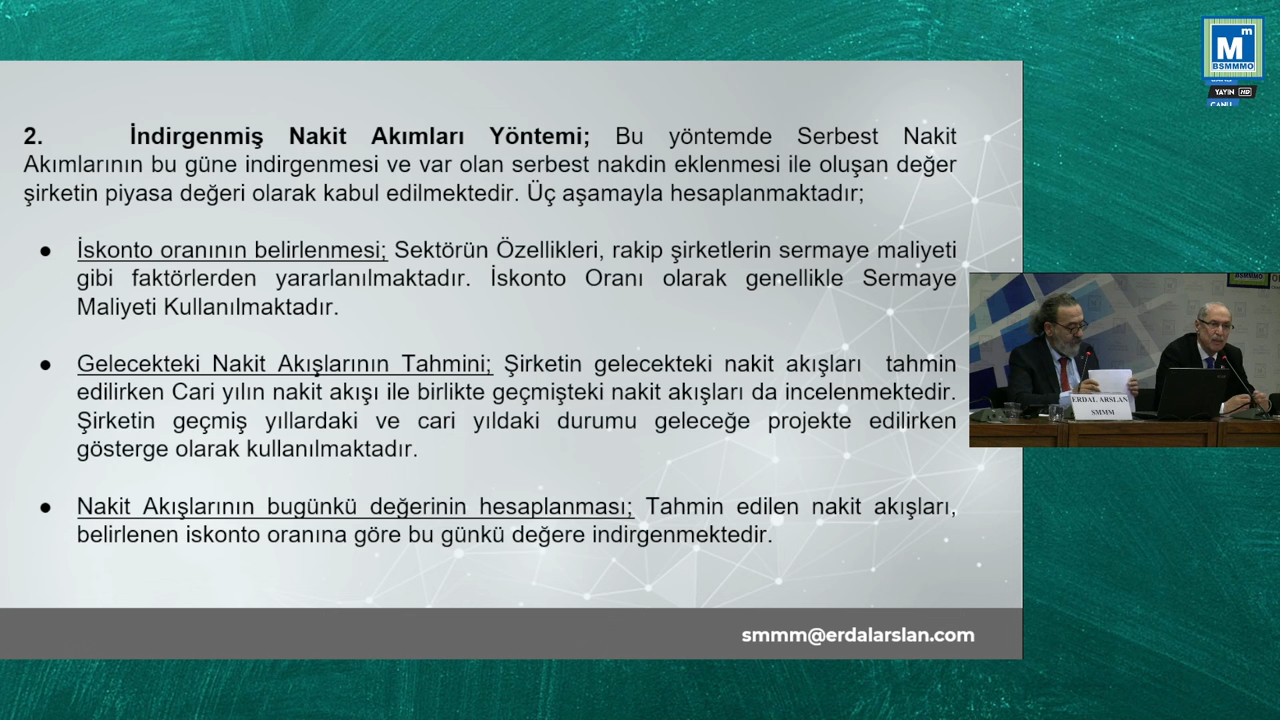 M m
BSMMMO
YAYIN HD
CANLI
2. İndirgenmiş Nakit Akımları Yöntemi; Bu yöntemde Serbest Nakit
Akımlarının bu güne indirgenmesi ve var olan serbest nakdin eklenmesi ile oluşan değer
şirketin piyasa değeri olarak kabul edilmektedir. Üç aşamayla hesaplanmaktadır;
● İskonto oranının belirlenmesi; Sektörün Özellikleri, rakip şirketlerin sermaye maliyeti
gibi faktörlerden yararlanılmaktadır. İskonto Oranı olarak genellikle Sermaye
Maliyeti Kullanılmaktadır.
● Gelecekteki Nakit Akışlarının Tahmini; Şirketin gelecekteki nakit akışları tahmin
edilirken Cari yılın nakit akışı ile birlikte geçmişteki nakit akışları da incelenmektedir.
Şirketin geçmiş yıllardaki ve cari yıldaki durumu geleceğe projekte edilirken
gösterge olarak kullanılmaktadır.
● Nakit Akışlarının bugünkü değerinin hesaplanması; Tahmin edilen nakit akışları,
belirlenen iskonto oranına göre bu günkü değere indirgenmektedir.
BSMMMO
ERDAL ARSLAN
SMMM
smmm@erdalarslan.com